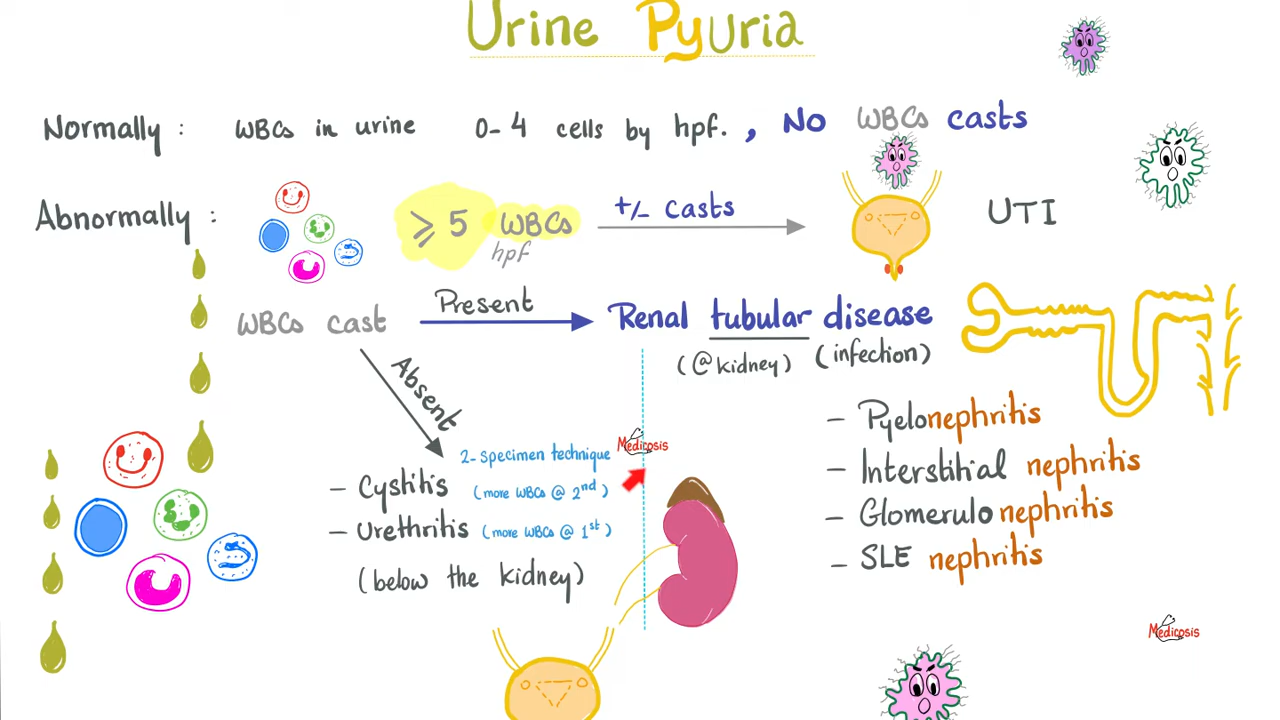 Urine Pyuria
Normally : WBCs in urine 0-4 cells by hpf. , No WBCs casts
Abnormally : ⩾ 5 WBCs +/- Casts UTI
hpf
WBCs cast Present Renal tubular disease
(@kidney) (infection)
Absent
- Pyelonephritis
- Interstitial nephritis
- Glomerulonephritis
- SLE nephritis
2-specimen technique
- Cystitis (more WBCs @ 2nd)
- Urethritis (more WBCs @ 1st)
(below the kidney)
Medicosis
Medicosis